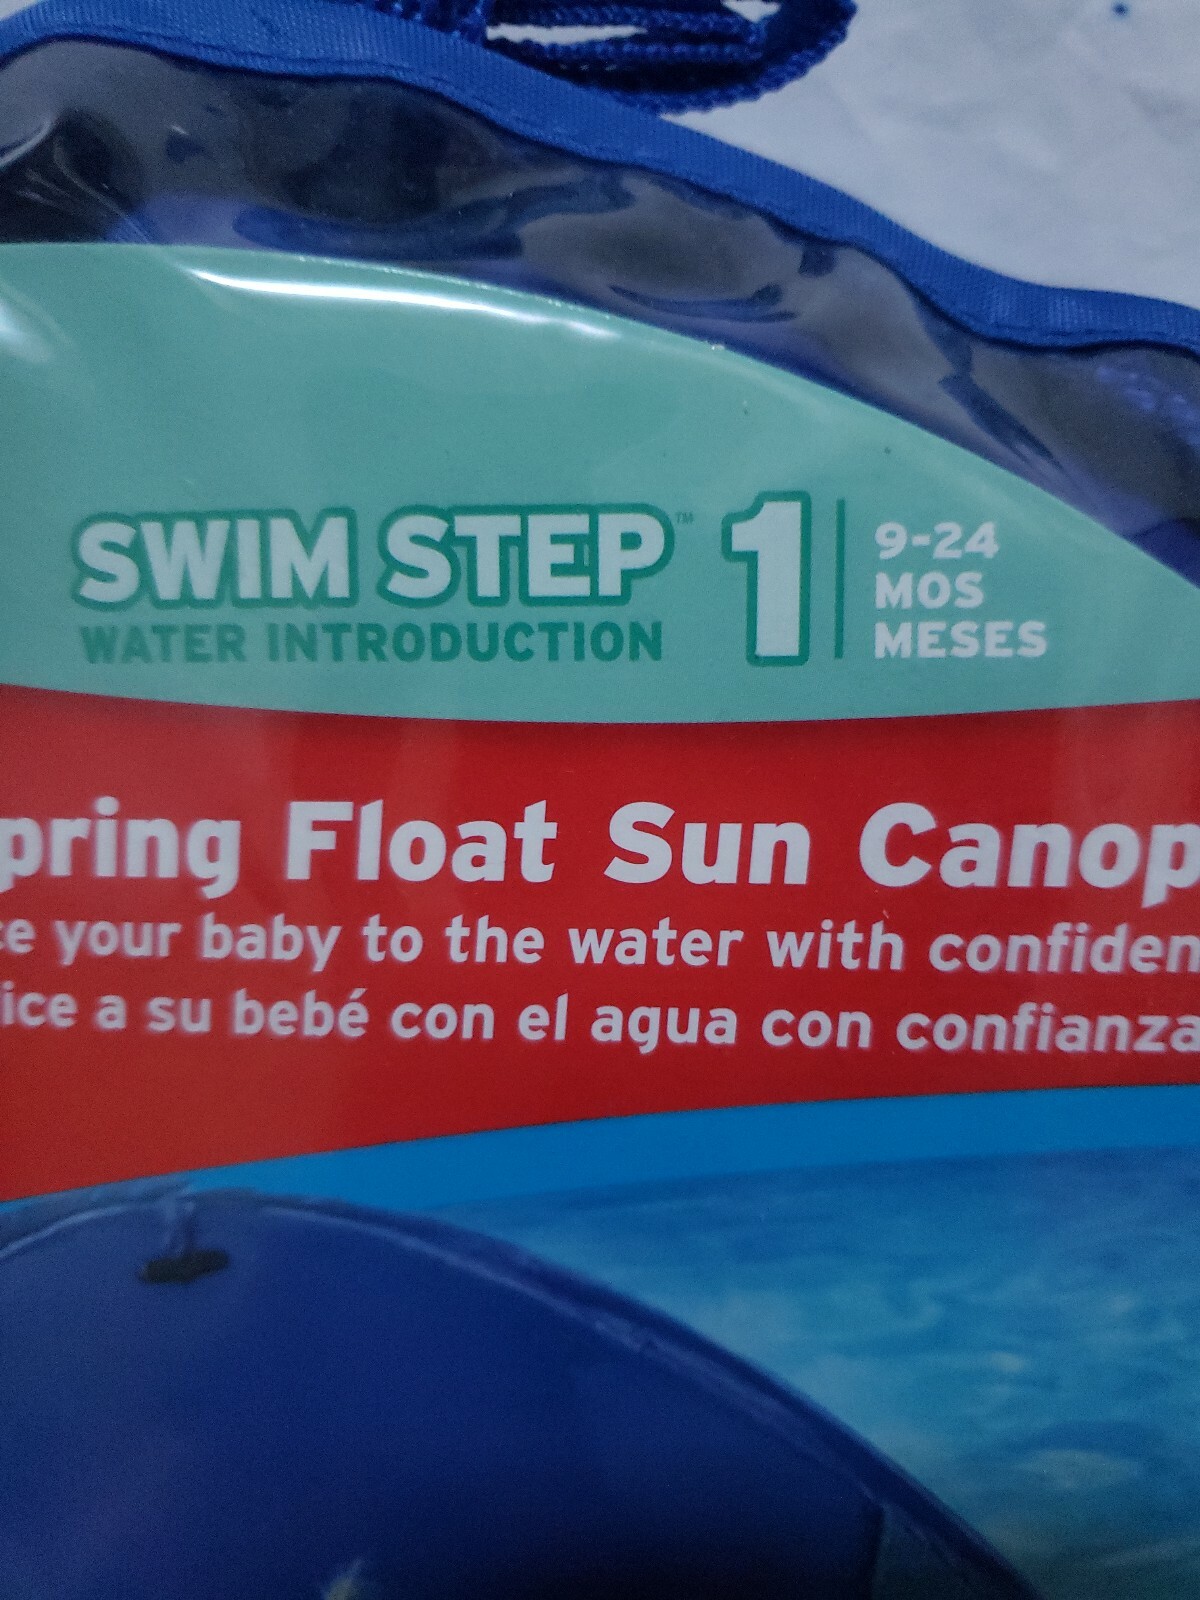 SWIM STEP™ 1
WATER INTRODUCTION
9-24
MOS
MESES
pring Float Sun Canop
ce your baby to the water with confiden
ice a su bebé con el agua con confianza